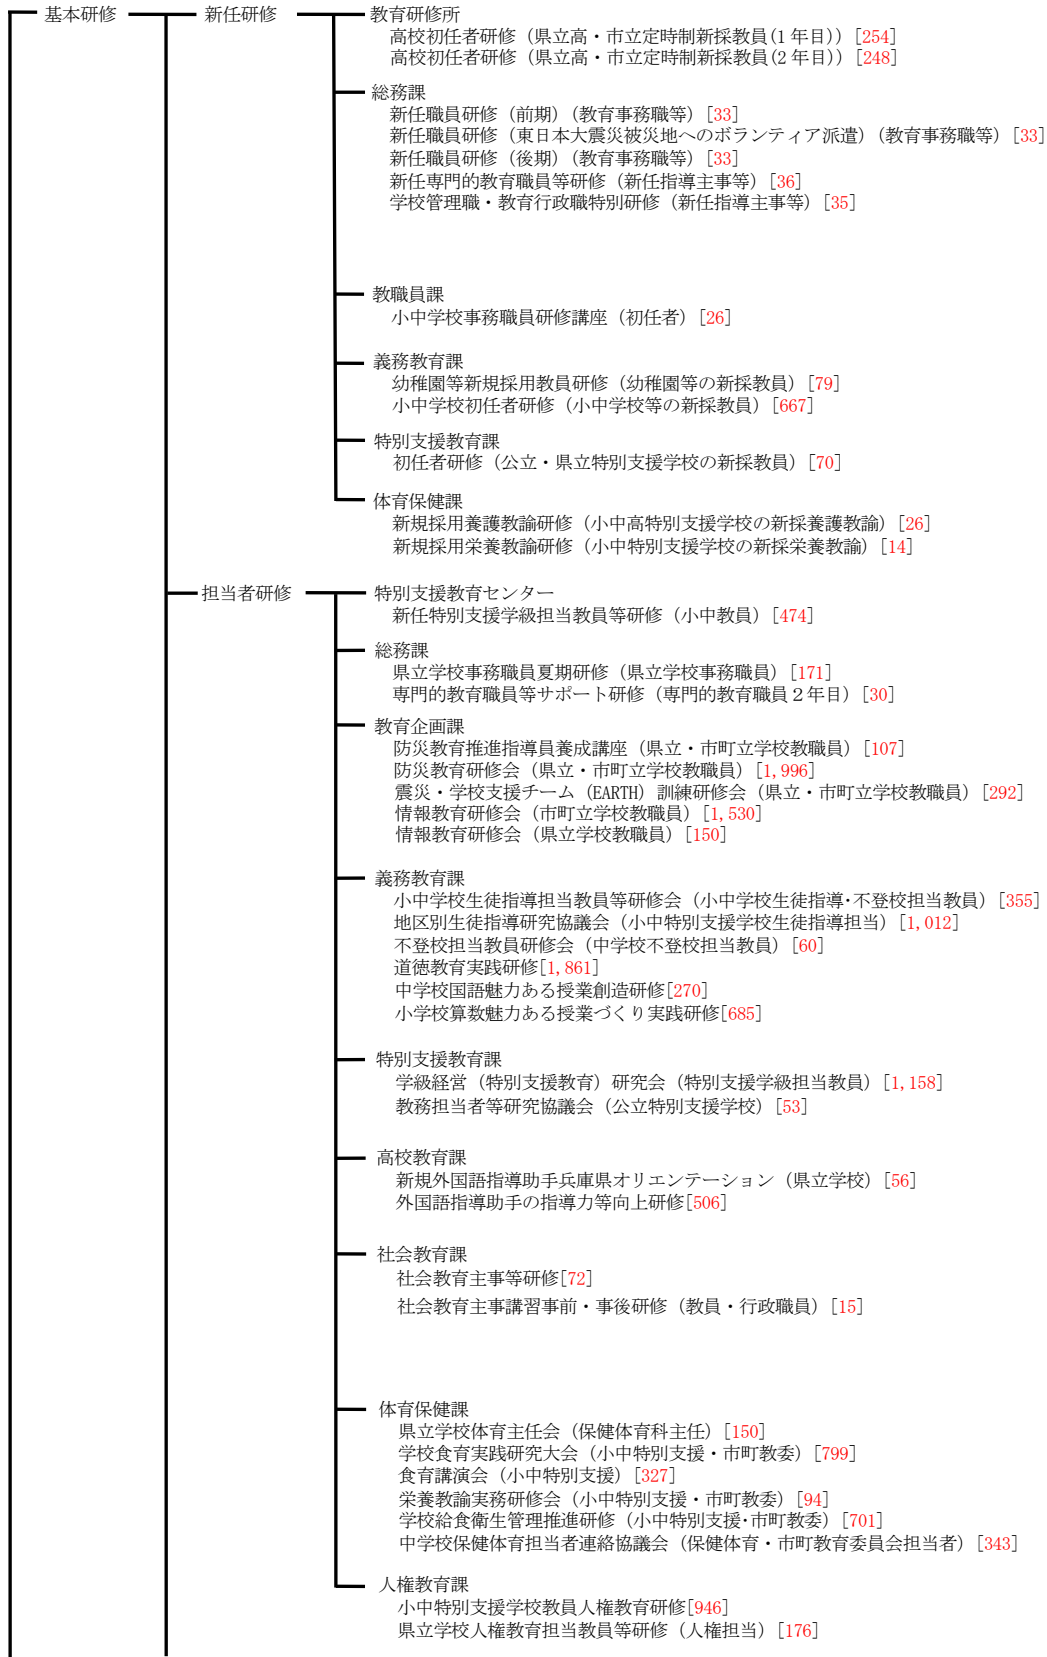 基本研修 新任研修 教育研修所
高校初任者研修（県立高・市立定時制新採教員(1年目)）[254]
高校初任者研修（県立高・市立定時制新採教員(2年目)）[248]
総務課
新任職員研修（前期）（教育事務職等）[33]
新任職員研修（東日本大震災被災地へのボランティア派遣）（教育事務職等）[33]
新任職員研修（後期）（教育事務職等）[33]
新任専門的教育職員等研修（新任指導主事等）[36]
学校管理職・教育行政職特別研修（新任指導主事等）[35]
教職員課
小中学校事務職員研修講座（初任者）[26]
義務教育課
幼稚園等新規採用教員研修（幼稚園等の新採教員）[79]
小中学校初任者研修（小中学校等の新採教員）[667]
特別支援教育課
初任者研修（公立・県立特別支援学校の新採教員）[70]
体育保健課
新規採用養護教諭研修（小中高特別支援学校の新採養護教諭）[26]
新規採用栄養教諭研修（小中特別支援学校の新採栄養教諭）[14]
担当者研修 特別支援教育センター
新任特別支援学級担当教員等研修（小中教員）[474]
総務課
県立学校事務職員夏期研修（県立学校事務職員）[171]
専門的教育職員等サポート研修（専門的教育職員２年目）[30]
教育企画課
防災教育推進指導員養成講座（県立・市町立学校教職員）[107]
防災教育研修会（県立・市町立学校教職員）[1,996]
震災・学校支援チーム（EARTH）訓練研修会（県立・市町立学校教職員）[292]
情報教育研修会（市町立学校教職員）[1,530]
情報教育研修会（県立学校教職員）[150]
義務教育課
小中学校生徒指導担当教員等研修会（小中学校生徒指導・不登校担当教員）[355]
地区別生徒指導研究協議会（小中特別支援学校生徒指導担当）[1,012]
不登校担当教員研修会（中学校不登校担当教員）[60]
道徳教育実践研修[1,861]
中学校国語魅力ある授業創造研修[270]
小学校算数魅力ある授業づくり実践研修[685]
特別支援教育課
学級経営（特別支援教育）研究会（特別支援学級担当教員）[1,158]
教務担当者等研究協議会（公立特別支援学校）[53]
高校教育課
新規外国語指導助手兵庫県オリエンテーション（県立学校）[56]
外国語指導助手の指導力等向上研修[506]
社会教育課
社会教育主事等研修[72]
社会教育主事講習事前・事後研修（教員・行政職員）[15]
体育保健課
県立学校体育主任会（保健体育科主任）[150]
学校食育実践研究大会（小中特別支援・市町教委）[799]
食育講演会（小中特別支援）[327]
栄養教諭実務研修会（小中特別支援・市町教委）[94]
学校給食衛生管理推進研修（小中特別支援・市町教委）[701]
中学校保健体育担当者連絡協議会（保健体育・市町教育委員会担当者）[343]
人権教育課
小中特別支援学校教員人権教育研修[946]
県立学校人権教育担当教員等研修（人権担当）[176]